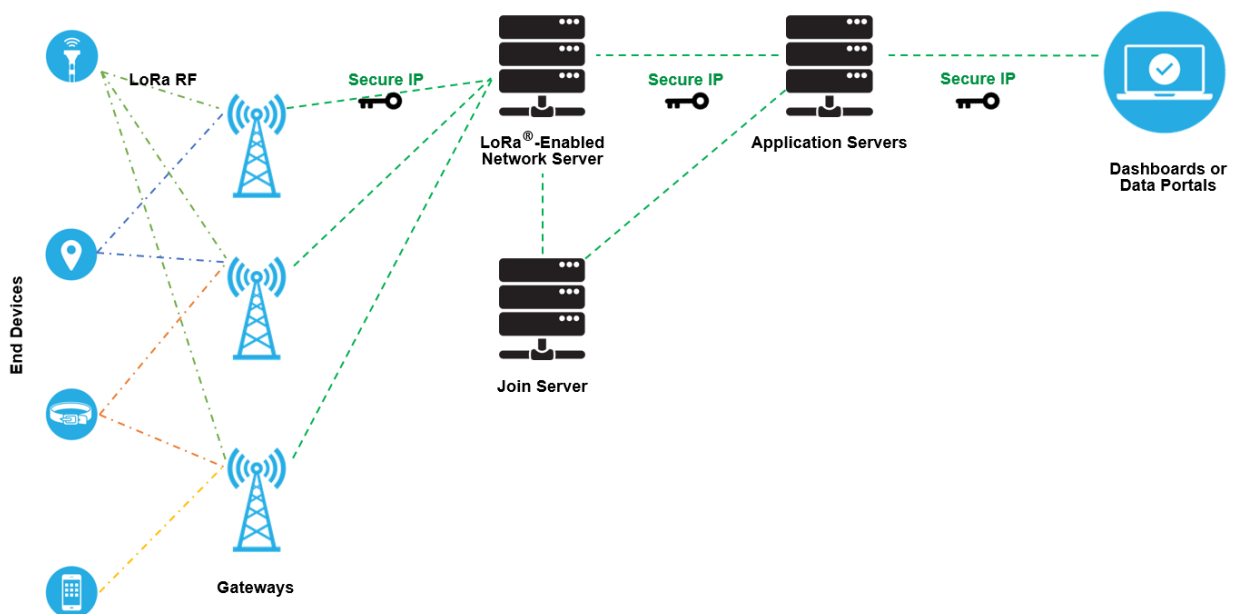 LoRa RF
Secure IP
Secure IP
Secure IP
LoRa®-Enabled
Network Server
Application Servers
Dashboards or
Data Portals
End Devices
Join Server
Gateways